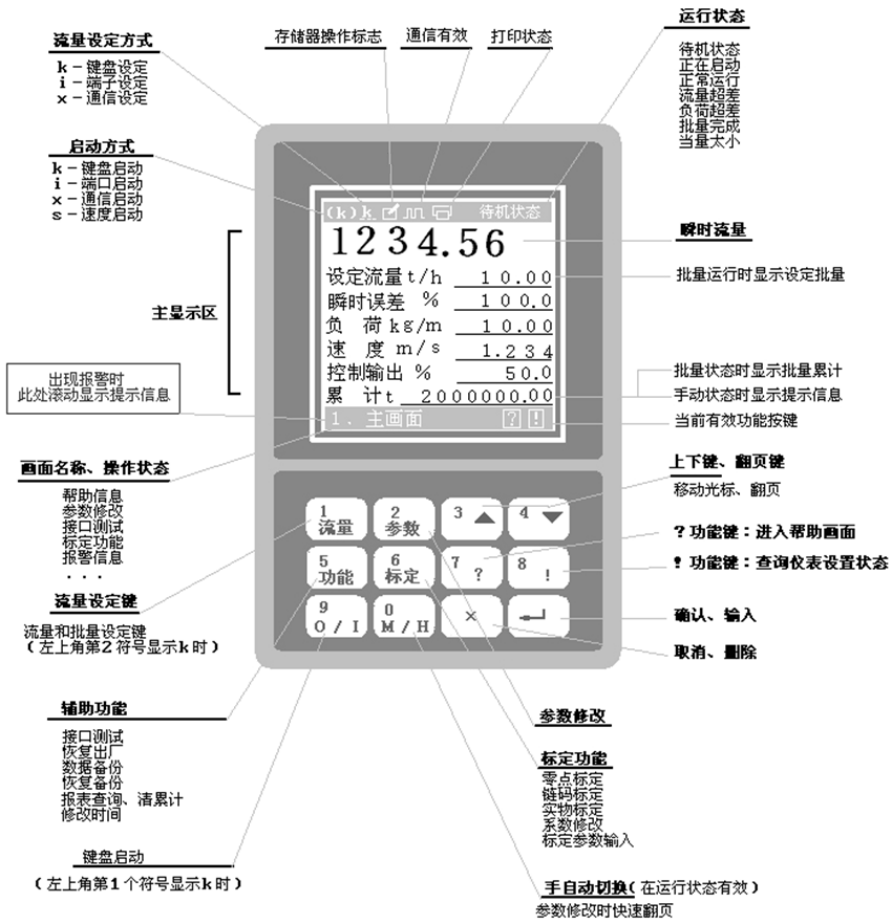 流量设定方式
k－键盘设定
i－端子设定
x－通信设定
存储器操作标志
通信有效
打印状态
运行状态
待机状态
正在启动
正常运行
流量超差
负荷超差
批量完成
当量太小
启动方式
k－键盘启动
i－端口启动
x－通信启动
s－速度启动
(k) k 待机状态
1234.56
设定流量t/h 10.00
瞬时误差 % 100.0
负 荷kg/m 10.00
速 度 m/s 1.234
控制输出 % 50.0
累 计t 2000000.00
1. 主画面 ? !
瞬时流量
批量运行时显示设定批量
主显示区
出现报警时
此处滚动显示提示信息
批量状态时显示批量累计
手动状态时显示提示信息
当前有效功能按键
画面名称、操作状态
帮助信息
参数修改
接口测试
标定功能
报警信息
···
上下键、翻页键
移动光标、翻页
1 流量
2 参数
3 ▲
4 ▼
5 功能
6 标定
7 ?
8 !
9 O/I
0 M/H
×
↵
?功能键：进入帮助画面
!功能键：查询仪表设置状态
确认、输入
取消、删除
流量设定键
流量和批量设定键
(左上角第2符号显示k时)
辅助功能
接口测试
恢复出厂
数据备份
恢复备份
报表查询、清累计
修改时间
键盘启动
(左上角第1个符号显示k时)
参数修改
标定功能
零点标定
链码标定
实物标定
系数修改
标定参数输入
手自动切换(在运行状态有效)
参数修改时快速翻页